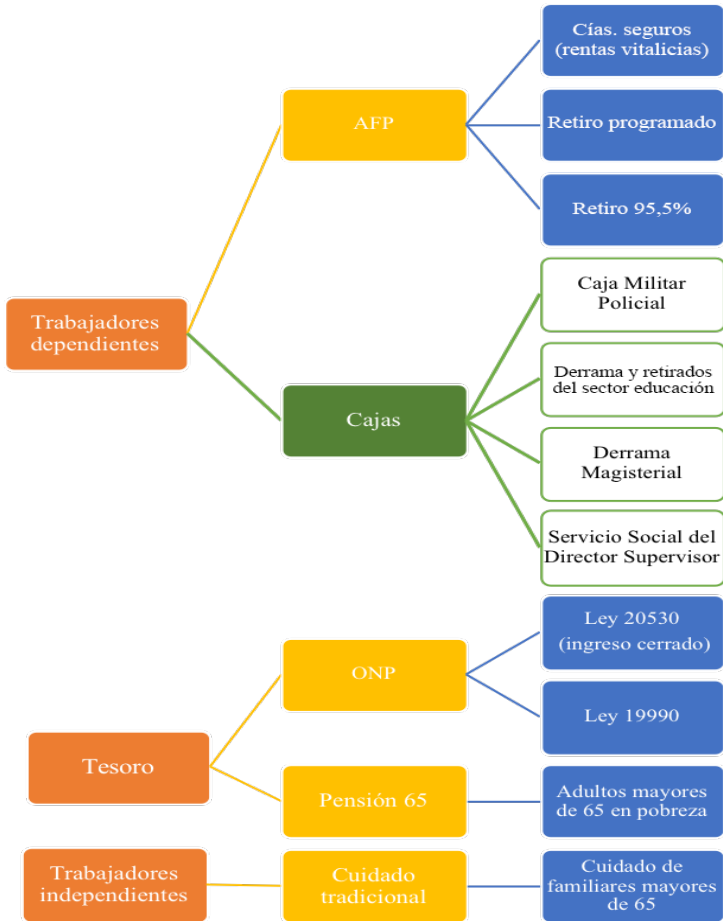 Trabajadores
dependientes
AFP
Cías. seguros
(rentas vitalicias)
Retiro programado
Retiro 95,5%
Cajas
Caja Militar
Policial
Derrama y retirados
del sector educación
Derrama
Magisterial
Servicio Social del
Director Supervisor
Tesoro
ONP
Ley 20530
(ingreso cerrado)
Ley 19990
Pensión 65
Adultos mayores
de 65 en pobreza
Trabajadores
independientes
Cuidado
tradicional
Cuidado de
familiares mayores
de 65